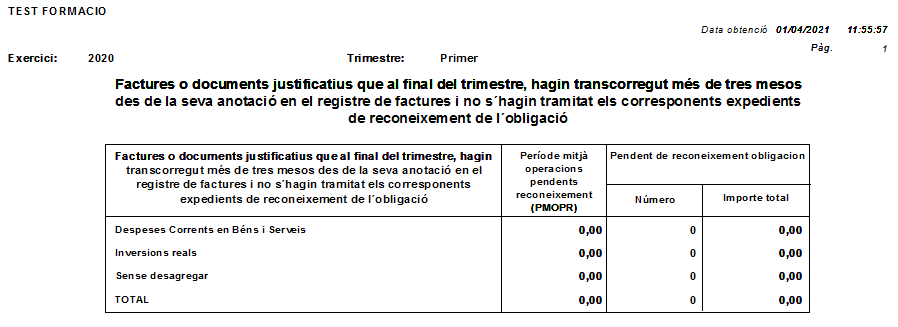 TEST FORMACIO
Data obtenció 01/04/2021 11:55:57
Pàg. 1
Exercici: 2020 Trimestre: Primer
Factures o documents justificatius que al final del trimestre, hagin transcorregut més de tres mesos
des de la seva anotació en el registre de factures i no s´hagin tramitat els corresponents expedients
de reconeixement de l´obligació
Factures o documents justificatius que al final del trimestre, hagin
transcorregut més de tres mesos des de la seva anotació en el
registre de factures i no s´hagin tramitat els corresponents
expedients de reconeixement de l´obligació
Període mitjà
operacions
pendents
reconeixement
(PMOPR)
Pendent de reconeixement obligacion
Número Importe total
Despeses Corrents en Béns i Serveis 0,00 0 0,00
Inversions reals 0,00 0 0,00
Sense desagregar 0,00 0 0,00
TOTAL 0,00 0 0,00